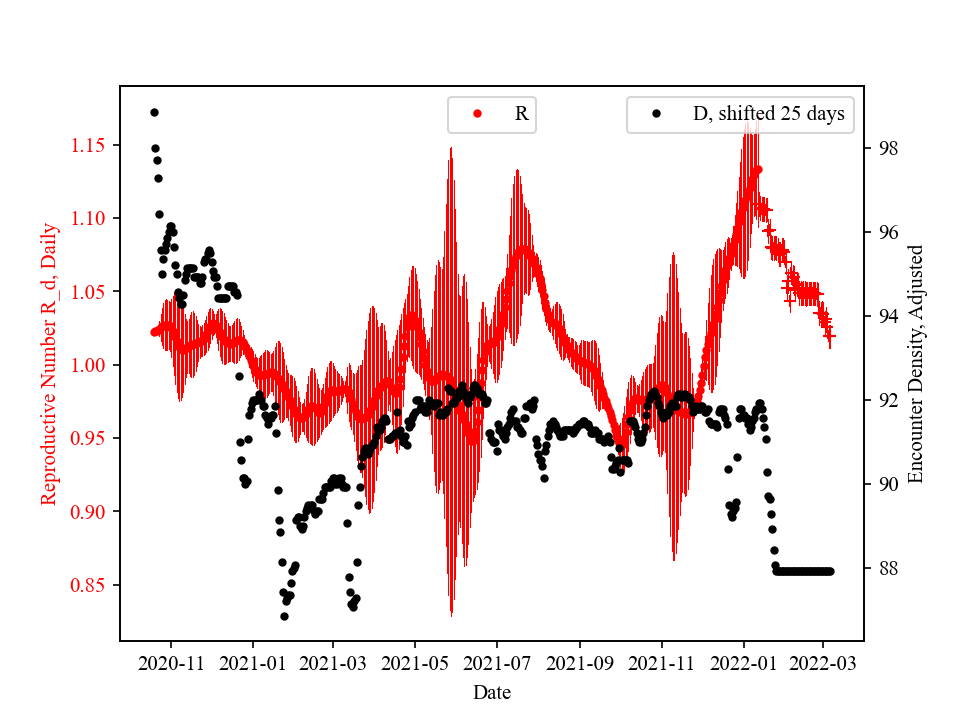 R
D, shifted 25 days
Reproductive Number R_d, Daily
1.15
1.10
1.05
1.00
0.95
0.90
0.85
98
96
94
92
90
88
Encounter Density, Adjusted
2020-11 2021-01 2021-03 2021-05 2021-07 2021-09 2021-11 2022-01 2022-03
Date